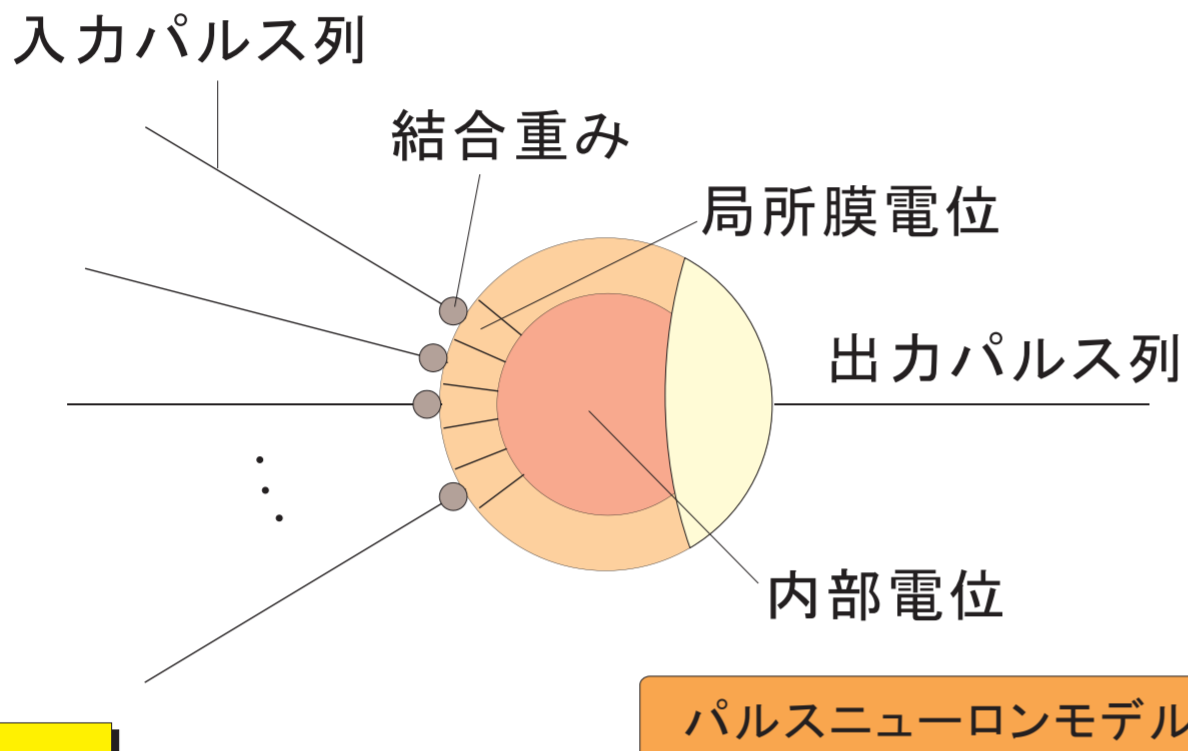 入力パルス列
結合重み
局所膜電位
出力パルス列
内部電位
パルスニューロンモデル